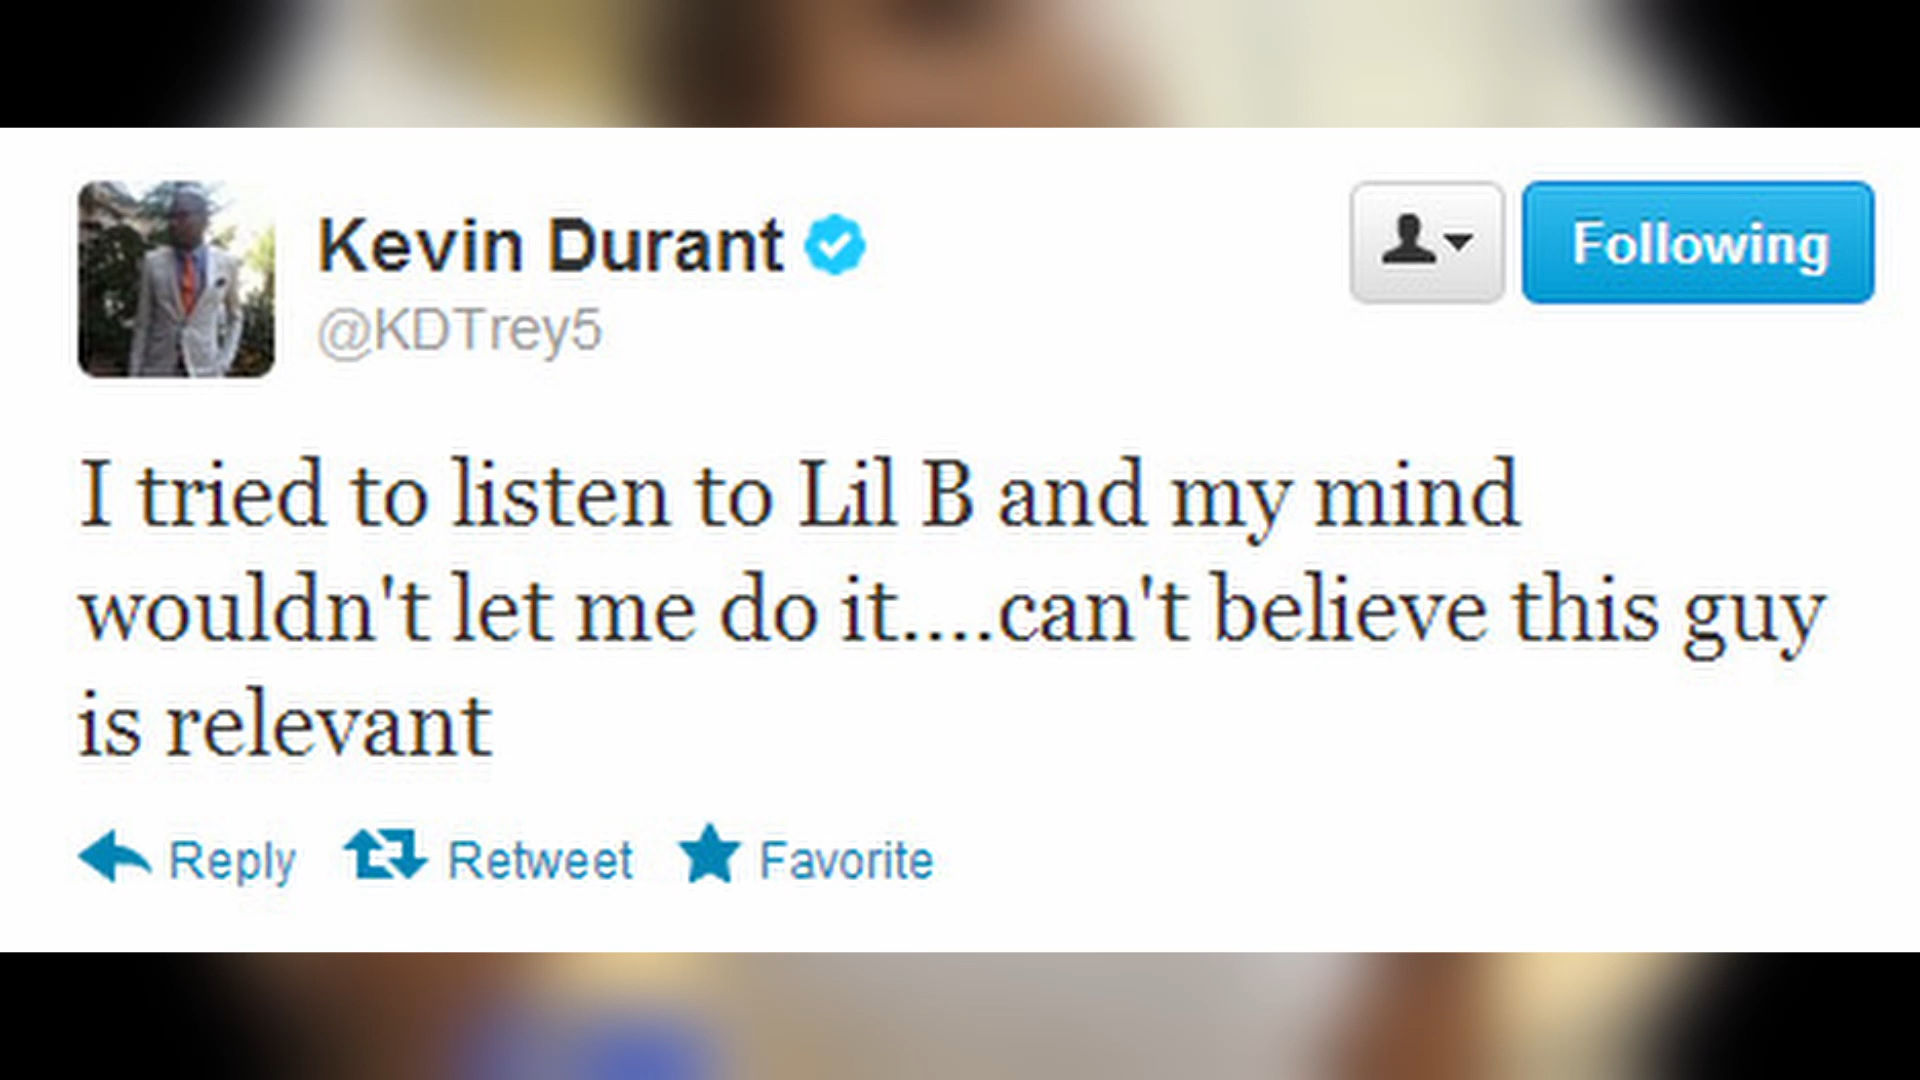 Kevin Durant
@KDTrey5
Following
I tried to listen to Lil B and my mind
wouldn't let me do it....can't believe this guy
is relevant
Reply Retweet Favorite